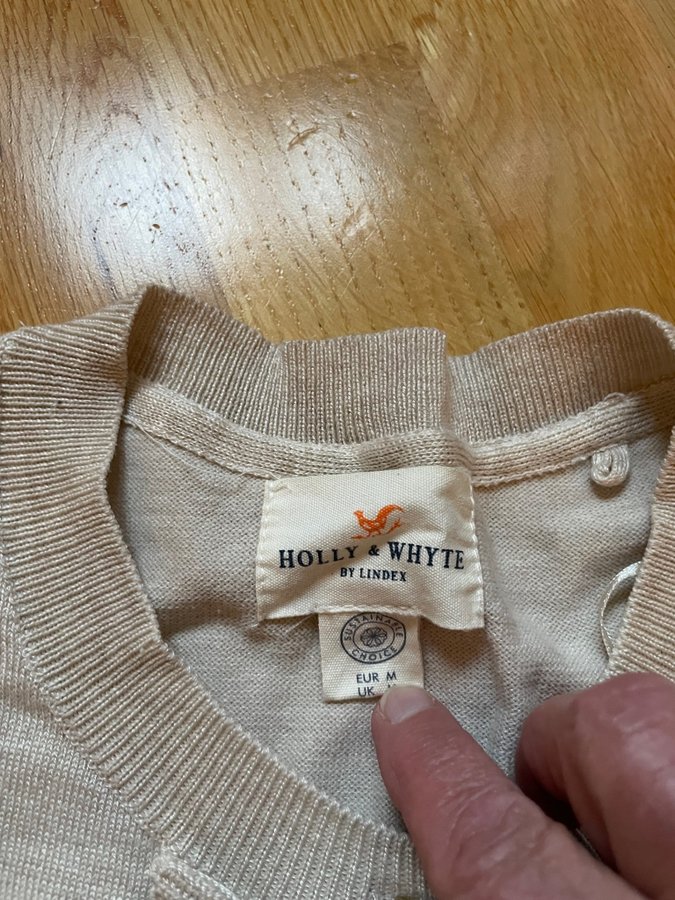 HOLLY & WHYTE
BY LINDEX
SUSTAINABLE
CHOICE
EUR M
UK